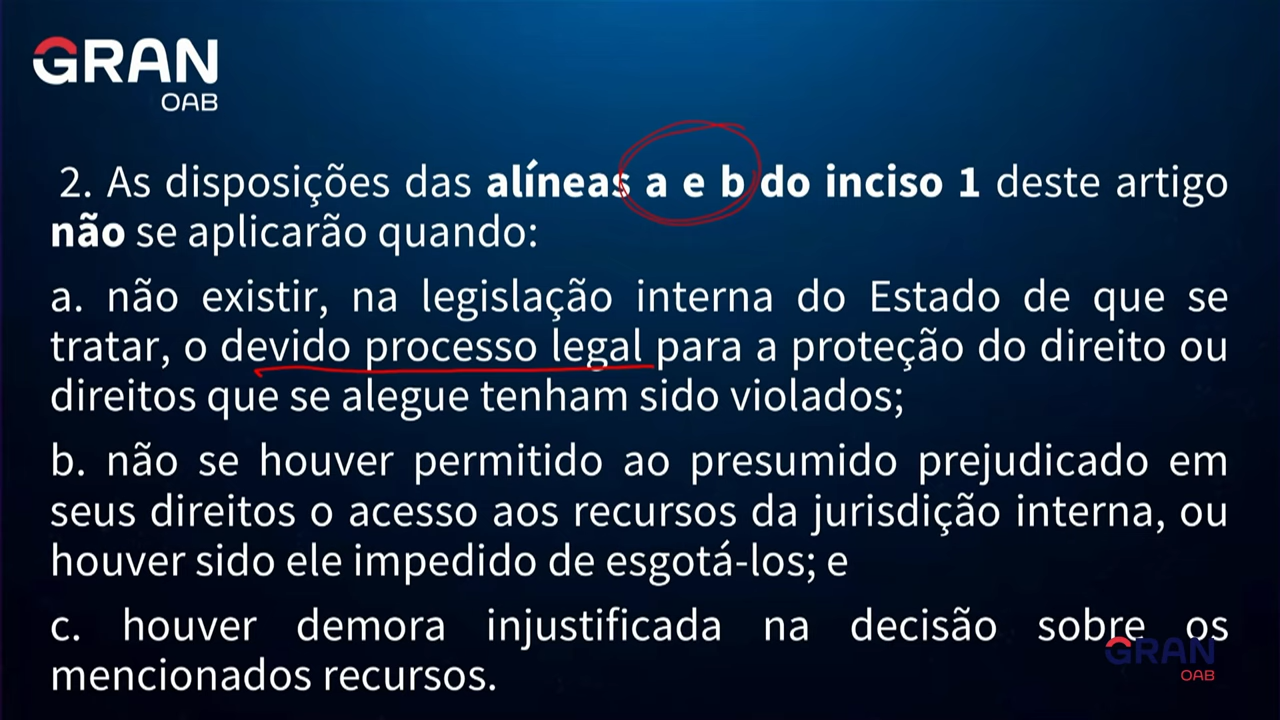 GRAN
OAB
2. As disposições das alíneas a e b do inciso 1 deste artigo
não se aplicarão quando:
a. não existir, na legislação interna do Estado de que se
tratar, o devido processo legal para a proteção do direito ou
direitos que se alegue tenham sido violados;
b. não se houver permitido ao presumido prejudicado em
seus direitos o acesso aos recursos da jurisdição interna, ou
houver sido ele impedido de esgotá-los; e
c. houver demora injustificada na decisão sobre os
mencionados recursos.
GRAN
OAB